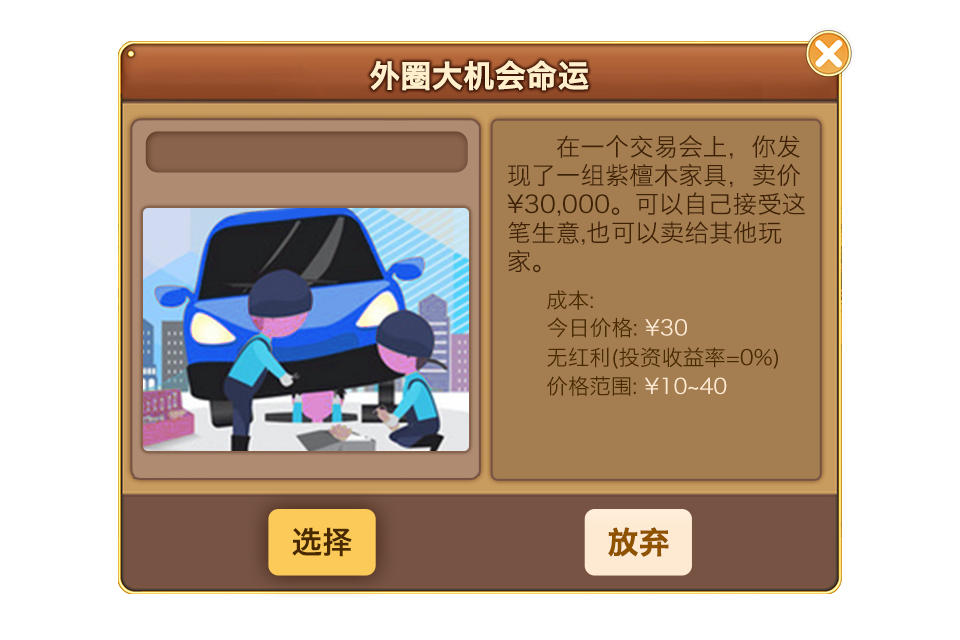 外圈大机会命运
在一个交易会上，你发
现了一组紫檀木家具，卖价
¥30,000。可以自己接受这
笔生意,也可以卖给其他玩
家。
成本:
今日价格: ¥30
无红利(投资收益率=0%)
价格范围: ¥10~40
选择
放弃